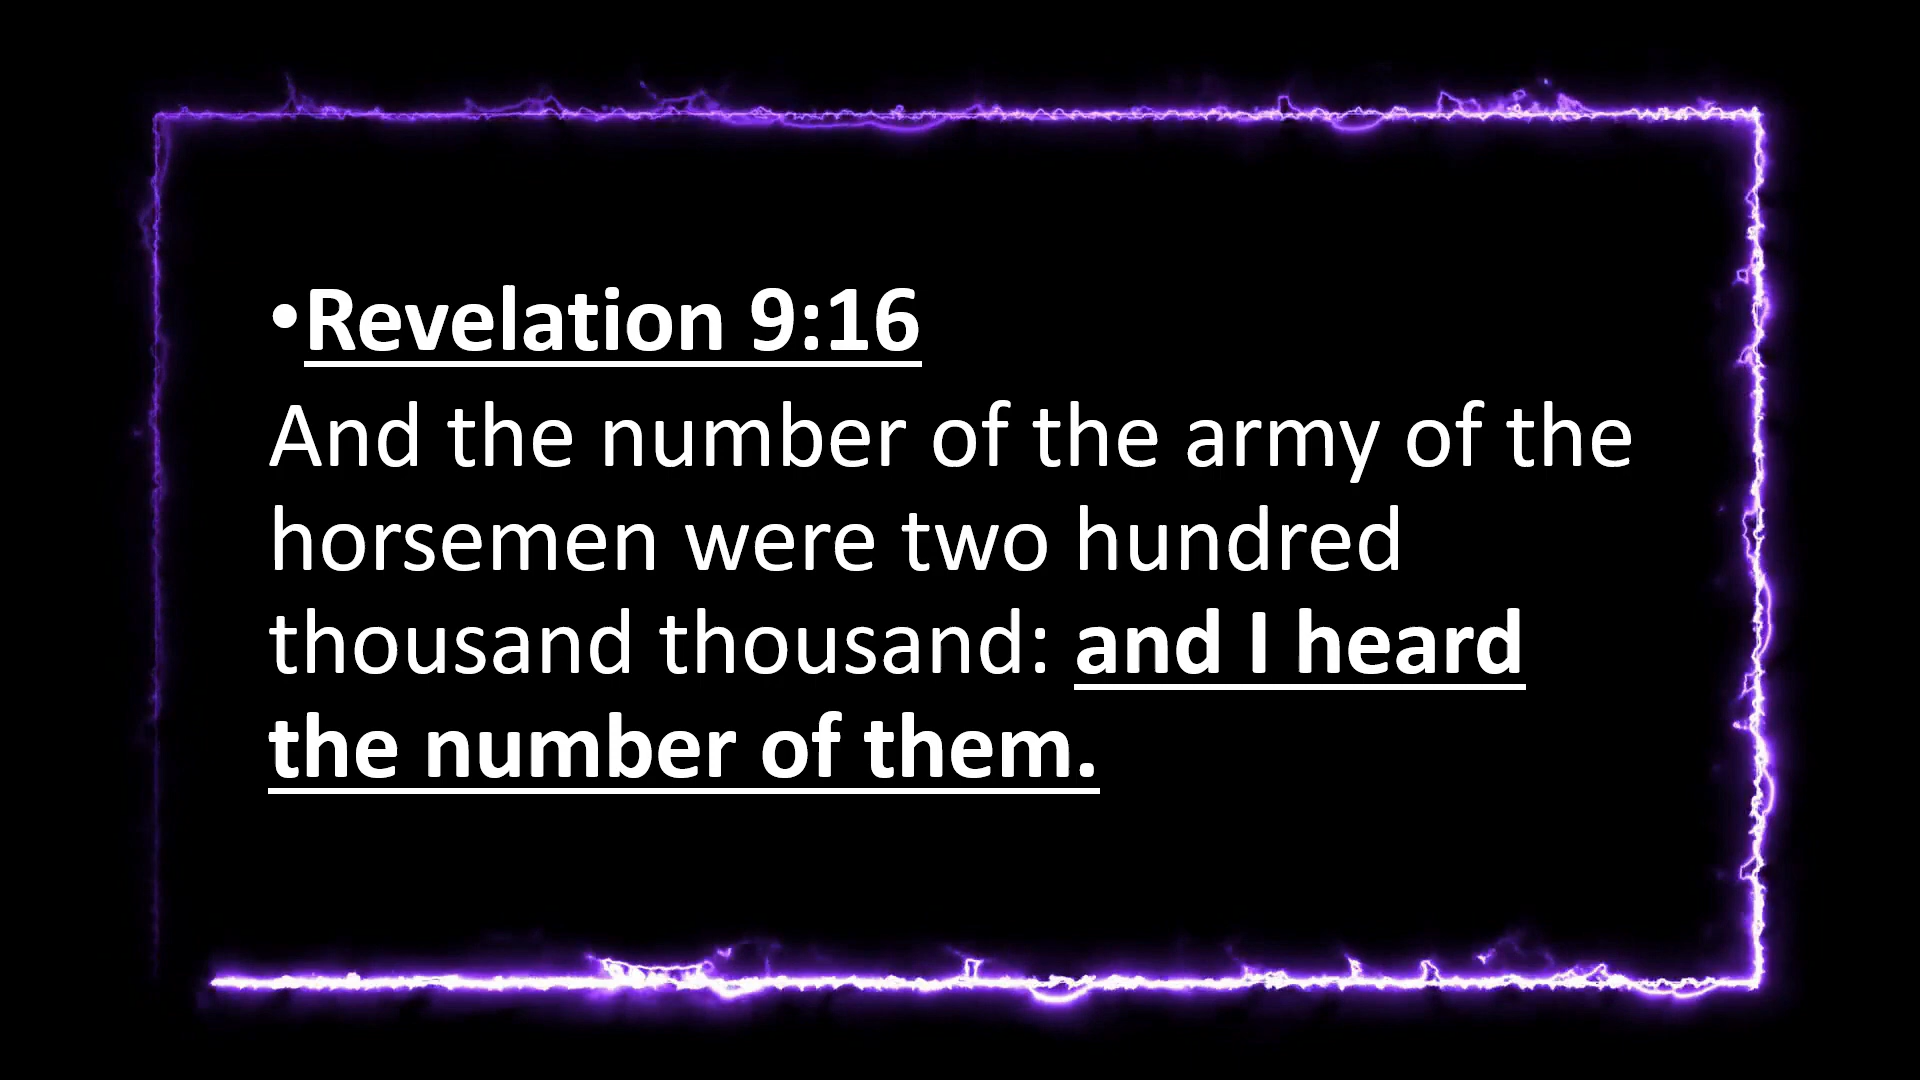 •Revelation 9:16
And the number of the army of the
horsemen were two hundred
thousand thousand: and I heard
the number of them.